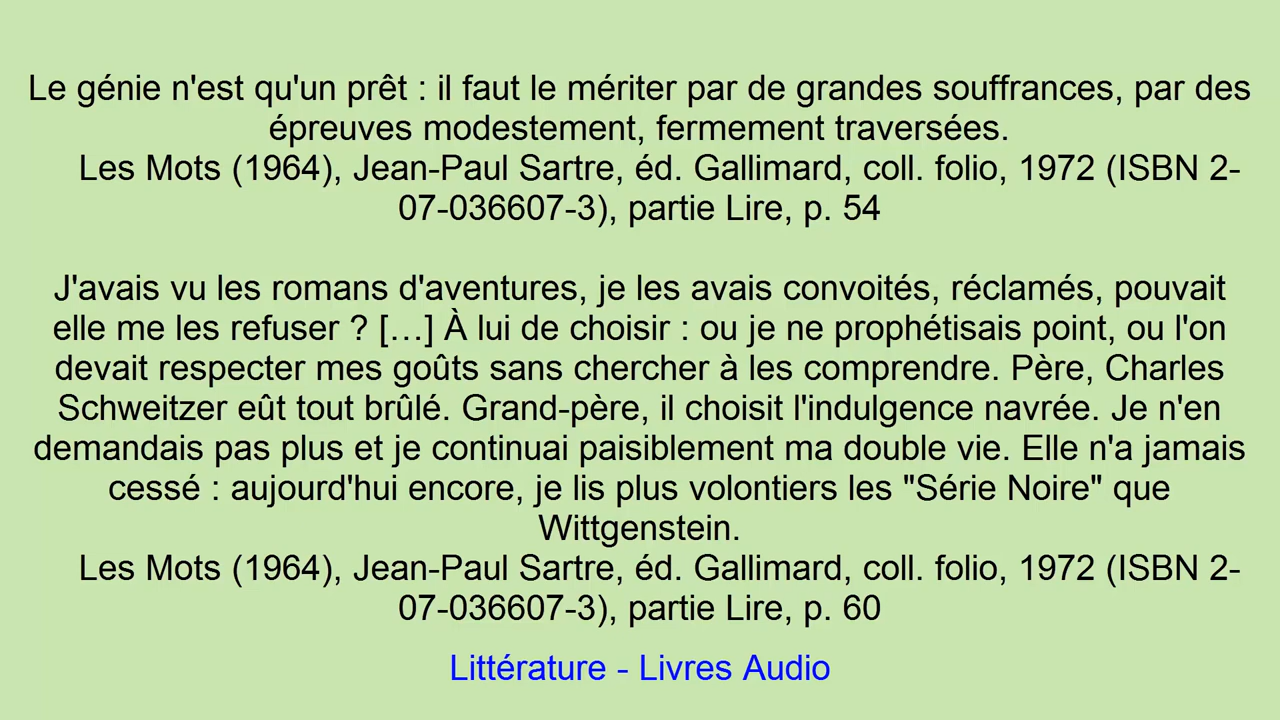 Le génie n'est qu'un prêt : il faut le mériter par de grandes souffrances, par des
épreuves modestement, fermement traversées.
Les Mots (1964), Jean-Paul Sartre, éd. Gallimard, coll. folio, 1972 (ISBN 2-
07-036607-3), partie Lire, p. 54
J'avais vu les romans d'aventures, je les avais convoités, réclamés, pouvait
elle me les refuser ? […] À lui de choisir : ou je ne prophétisais point, ou l'on
devait respecter mes goûts sans chercher à les comprendre. Père, Charles
Schweitzer eût tout brûlé. Grand-père, il choisit l'indulgence navrée. Je n'en
demandais pas plus et je continuai paisiblement ma double vie. Elle n'a jamais
cessé : aujourd'hui encore, je lis plus volontiers les "Série Noire" que
Wittgenstein.
Les Mots (1964), Jean-Paul Sartre, éd. Gallimard, coll. folio, 1972 (ISBN 2-
07-036607-3), partie Lire, p. 60
Littérature - Livres Audio